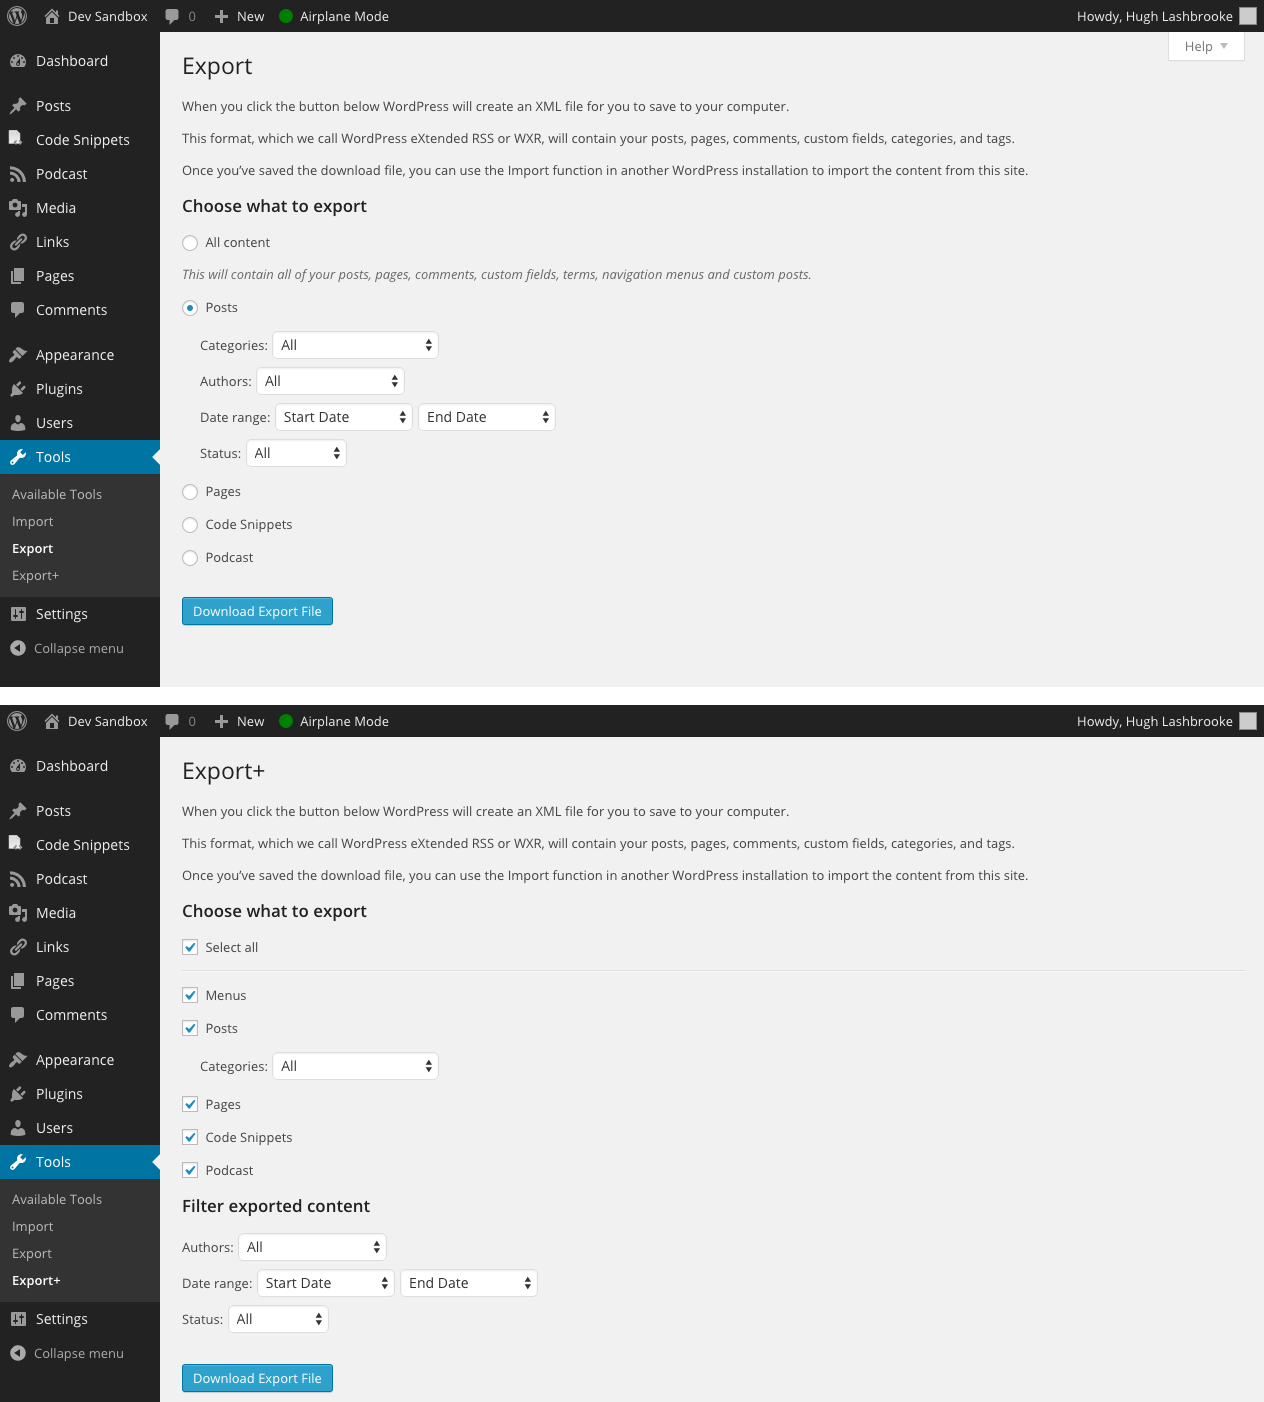 Dev Sandbox 0 New Airplane Mode Howdy, Hugh Lashbrooke
Help
Dashboard
Posts
Code Snippets
Podcast
Media
Links
Pages
Comments
Appearance
Plugins
Users
Tools
Available Tools
Import
Export
Export+
Settings
Collapse menu
Export
When you click the button below WordPress will create an XML file for you to save to your computer.
This format, which we call WordPress eXtended RSS or WXR, will contain your posts, pages, comments, custom fields, categories, and tags.
Once you’ve saved the download file, you can use the Import function in another WordPress installation to import the content from this site.
Choose what to export
All content
This will contain all of your posts, pages, comments, custom fields, terms, navigation menus and custom posts.
Posts
Categories: All
Authors: All
Date range: Start Date End Date
Status: All
Pages
Code Snippets
Podcast
Download Export File
Dev Sandbox 0 New Airplane Mode Howdy, Hugh Lashbrooke
Dashboard
Posts
Code Snippets
Podcast
Media
Links
Pages
Comments
Appearance
Plugins
Users
Tools
Available Tools
Import
Export
Export+
Settings
Collapse menu
Export+
When you click the button below WordPress will create an XML file for you to save to your computer.
This format, which we call WordPress eXtended RSS or WXR, will contain your posts, pages, comments, custom fields, categories, and tags.
Once you’ve saved the download file, you can use the Import function in another WordPress installation to import the content from this site.
Choose what to export
Select all
Menus
Posts
Categories: All
Pages
Code Snippets
Podcast
Filter exported content
Authors: All
Date range: Start Date End Date
Status: All
Download Export File